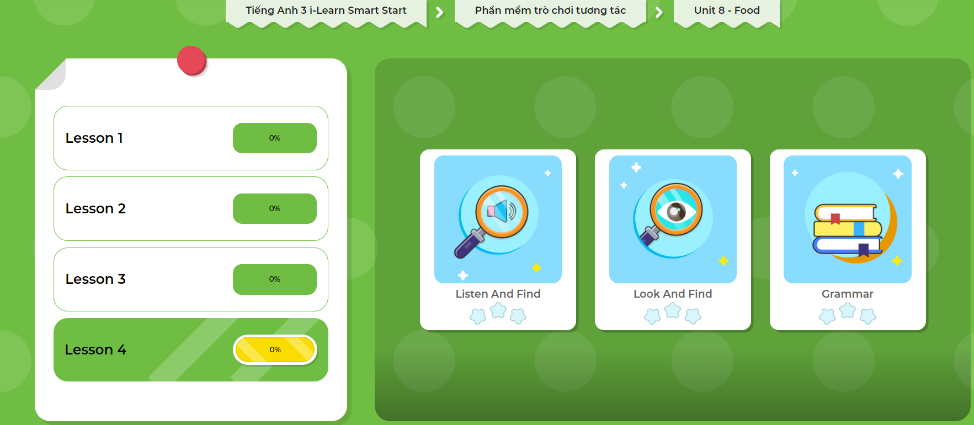 Tiếng Anh 3 i-Learn Smart Start
Phần mềm trò chơi tương tác
Unit 8 - Food
Lesson 1
0%
Lesson 2
0%
Lesson 3
0%
Lesson 4
0%
Listen And Find
Look And Find
Grammar